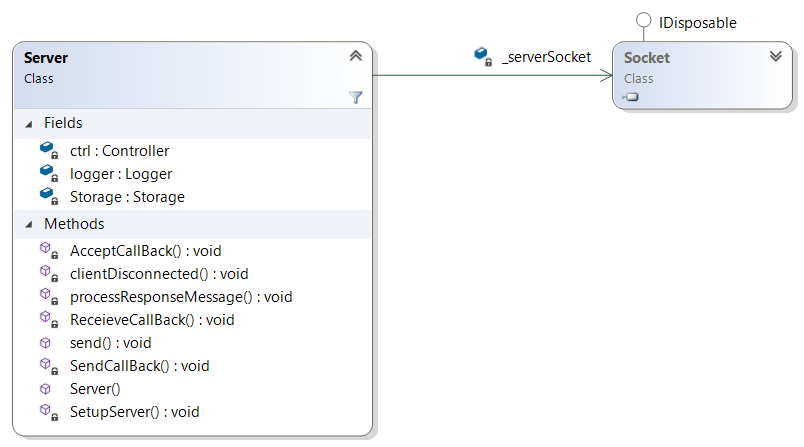 IDisposable
Server
Class
_serverSocket
Socket
Class
Fields
ctrl : Controller
logger : Logger
Storage : Storage
Methods
AcceptCallBack() : void
clientDisconnected() : void
processResponseMessage() : void
ReceieveCallBack() : void
send() : void
SendCallBack() : void
Server()
SetupServer() : void